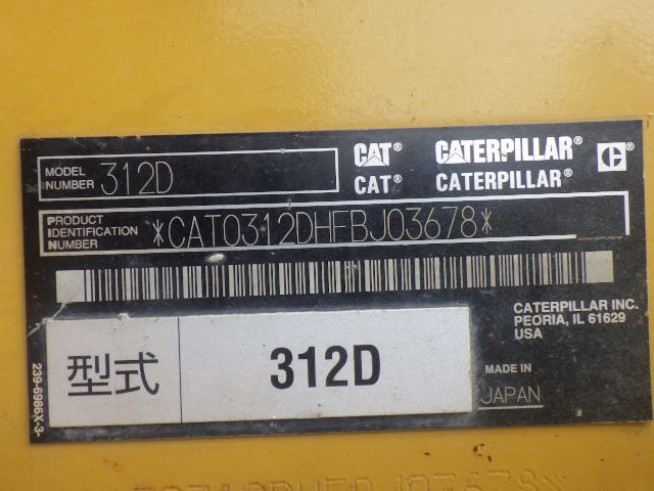 MODEL NUMBER 312D
CAT® CATERPILLAR® C®
CAT® CATERPILLAR®
PRODUCT
IDENTIFICATION
NUMBER
*CAT0312DHFBJ03678*
CATERPILLAR INC.
PEORIA, IL 61629
USA
型式 312D
MADE IN
JAPAN
239-6986X-3-